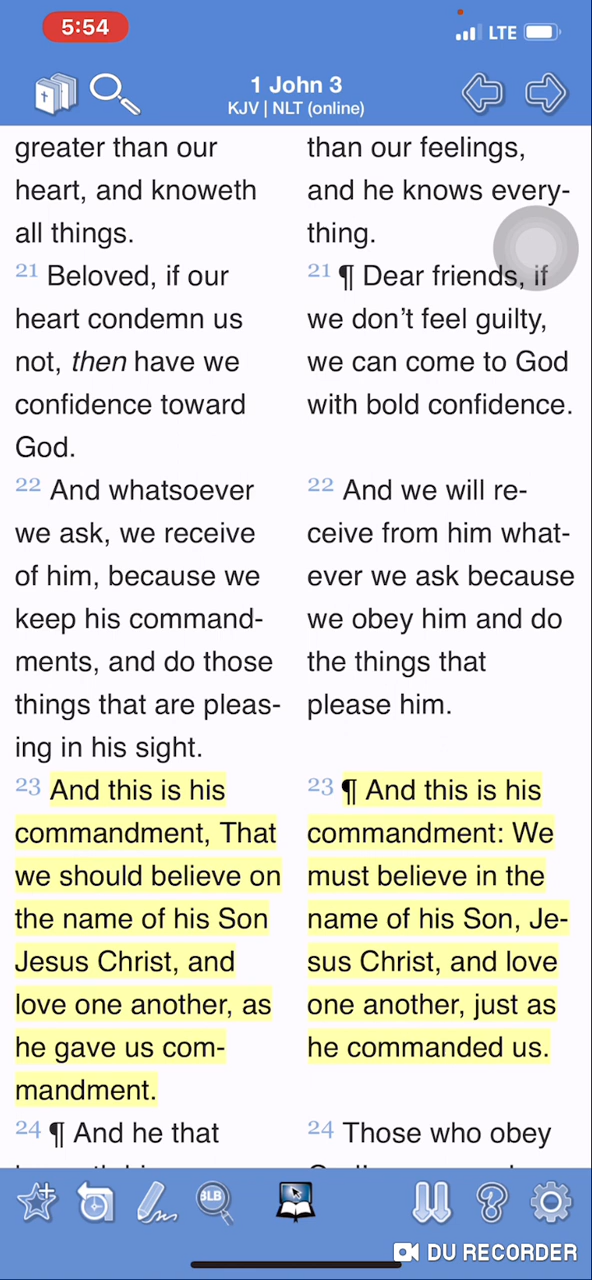 5:54
LTE
1 John 3
KJV | NLT (online)
greater than our
heart, and knoweth
all things.
21 Beloved, if our
heart condemn us
not, then have we
confidence toward
God.
22 And whatsoever
we ask, we receive
of him, because we
keep his command-
ments, and do those
things that are pleas-
ing in his sight.
23 And this is his
commandment, That
we should believe on
the name of his Son
Jesus Christ, and
love one another, as
he gave us com-
mandment.
24 ¶ And he that
than our feelings,
and he knows every-
thing.
21 ¶ Dear friends, if
we don’t feel guilty,
we can come to God
with bold confidence.
22 And we will re-
ceive from him what-
ever we ask because
we obey him and do
the things that
please him.
23 ¶ And this is his
commandment: We
must believe in the
name of his Son, Je-
sus Christ, and love
one another, just as
he commanded us.
24 Those who obey
BLB
DU RECORDER